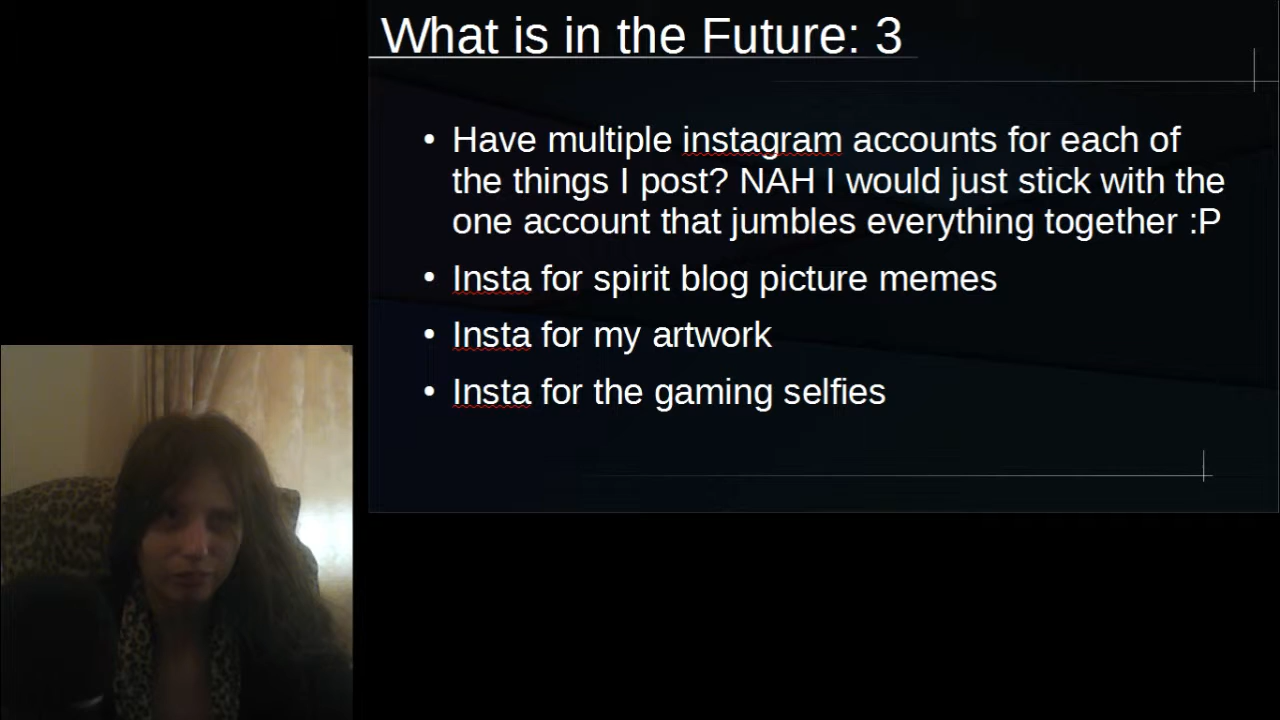 What is in the Future: 3
• Have multiple instagram accounts for each of
the things I post? NAH I would just stick with the
one account that jumbles everything together :P
• Insta for spirit blog picture memes
• Insta for my artwork
• Insta for the gaming selfies